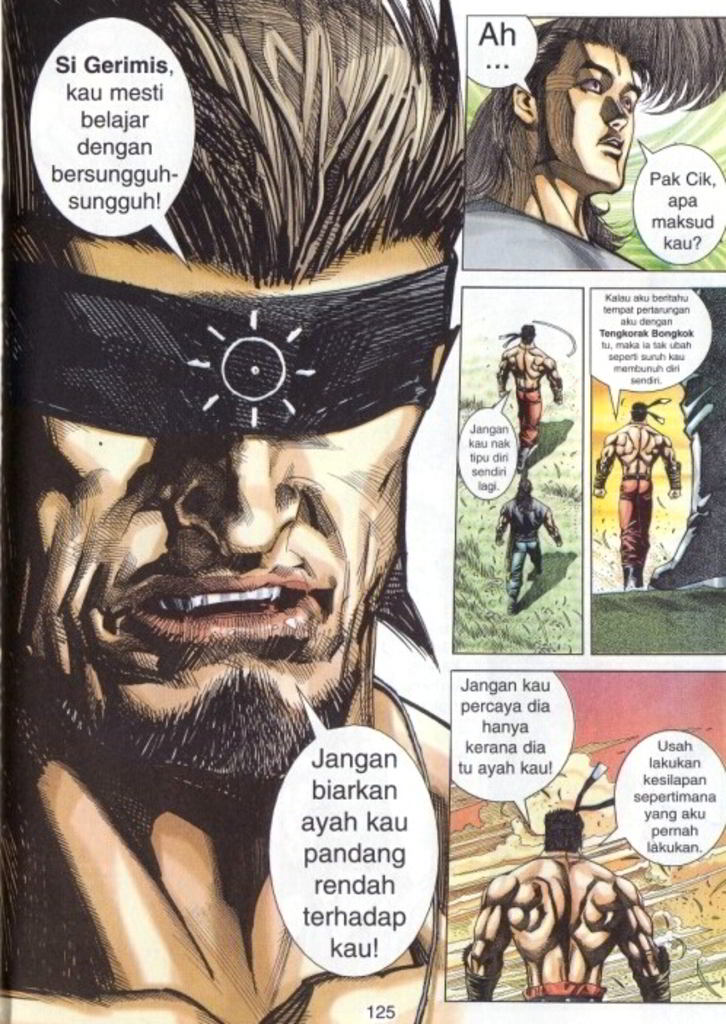 Si Gerimis,
kau mesti
belajar
dengan
bersungguh-
sungguh!
Jangan
biarkan
ayah kau
pandang
rendah
terhadap
kau!
Ah
...
Pak Cik,
apa
maksud
kau?
Jangan
kau nak
tipu diri
sendiri
lagi.
Kalau aku beritahu
tempat pertarungan
aku dengan
Tengkorak Bongkok
tu, maka ia tak ubah
seperti suruh kau
membunuh diri
sendiri.
Jangan kau
percaya dia
hanya
kerana dia
tu ayah kau!
Usah
lakukan
kesilapan
sepertimana
yang aku
pernah
lakukan.
125